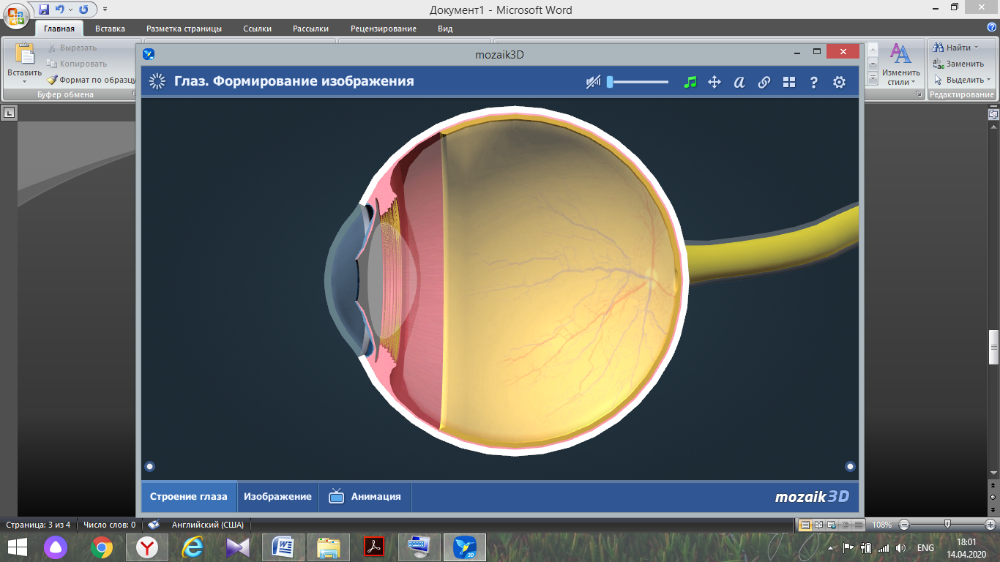 Документ1 - Microsoft Word
Главная Вставка Разметка страницы Ссылки Рассылки Рецензирование Вид
Вставить
Вырезать
Копировать
Формат по образцу
Буфер обмена
Изменить стили
Найти
Заменить
Выделить
Редактирование
mozaik3D
Глаз. Формирование изображения
Строение глаза Изображение Анимация mozaik3D
Страница: 3 из 4 Число слов: 0 Английский (США) 108%
ENG 18:01
14.04.2020